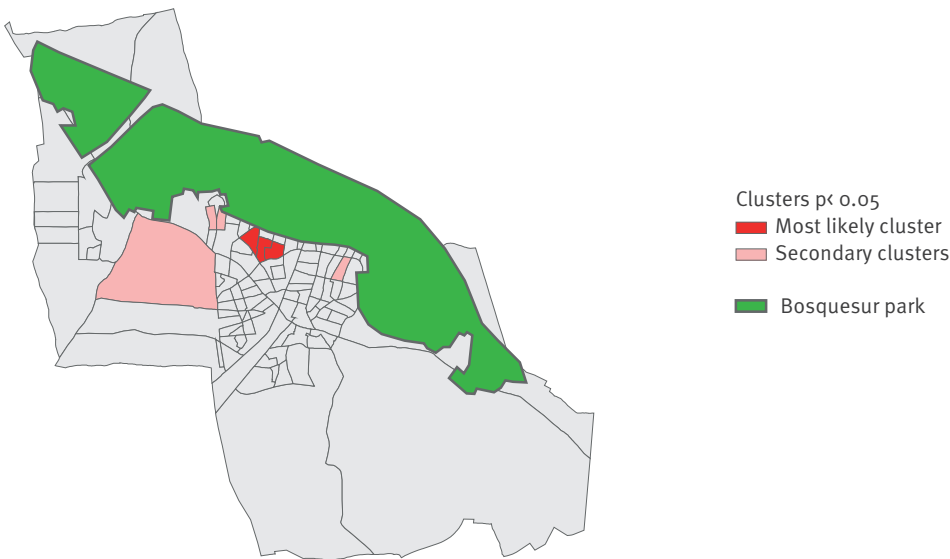 Clusters p< 0.05
Most likely cluster
Secondary clusters
Bosquesur park